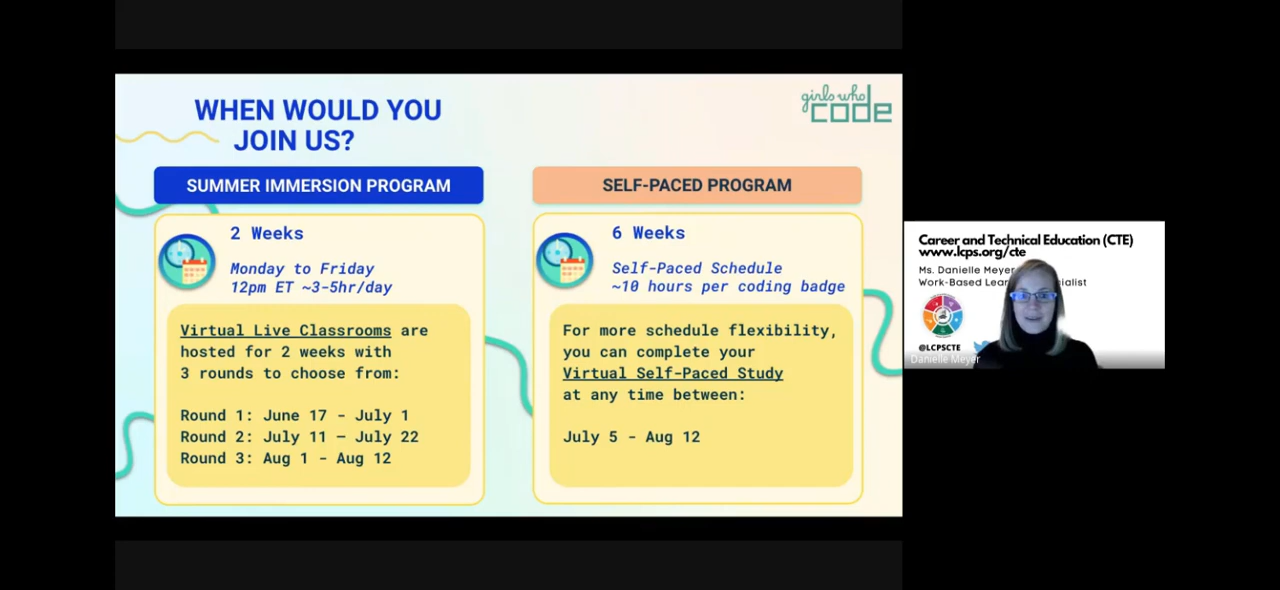 WHEN WOULD YOU
JOIN US?
girls who
code
SUMMER IMMERSION PROGRAM
2 Weeks
Monday to Friday
12pm ET ~3-5hr/day
Virtual Live Classrooms are
hosted for 2 weeks with
3 rounds to choose from:
Round 1: June 17 - July 1
Round 2: July 11 – July 22
Round 3: Aug 1 - Aug 12
SELF-PACED PROGRAM
6 Weeks
Self-Paced Schedule
~10 hours per coding badge
For more schedule flexibility,
you can complete your
Virtual Self-Paced Study
at any time between:
July 5 - Aug 12
Career and Technical Education (CTE)
www.lcps.org/cte
Ms. Danielle Meyer
Work-Based
@LCPSCTE
Danielle Meyer